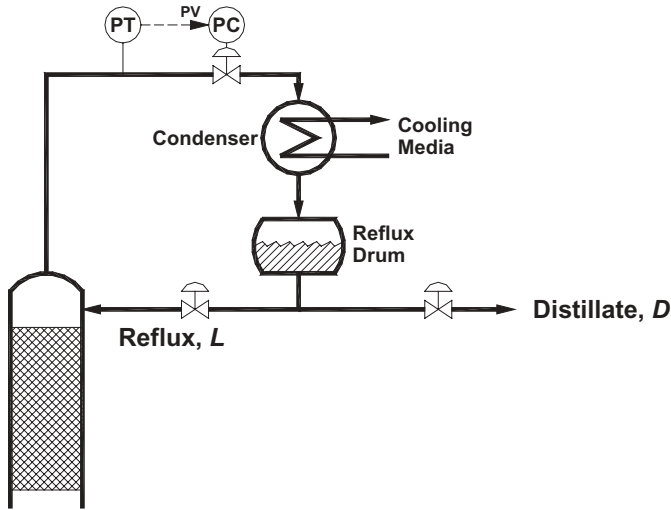 PT
PV
PC
Condenser
Cooling
Media
Reflux
Drum
Reflux, L
Distillate, D